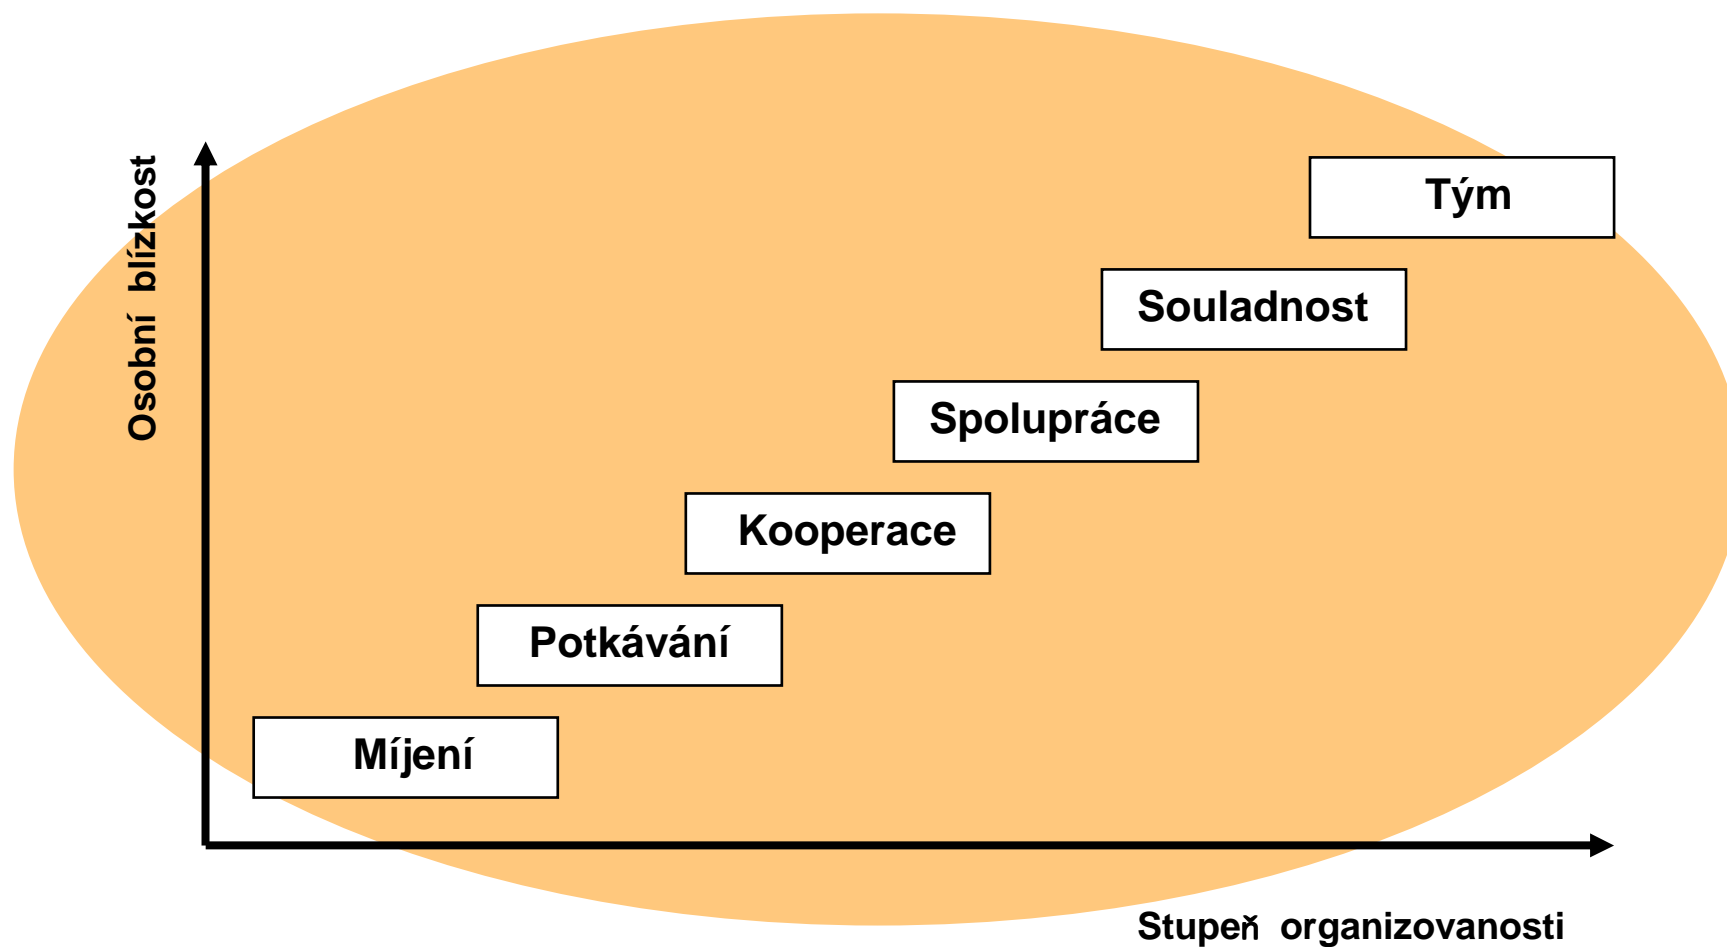 Osobní blízkost
Tým
Souladnost
Spolupráce
Kooperace
Potkávání
Míjení
Stupeň organizovanosti